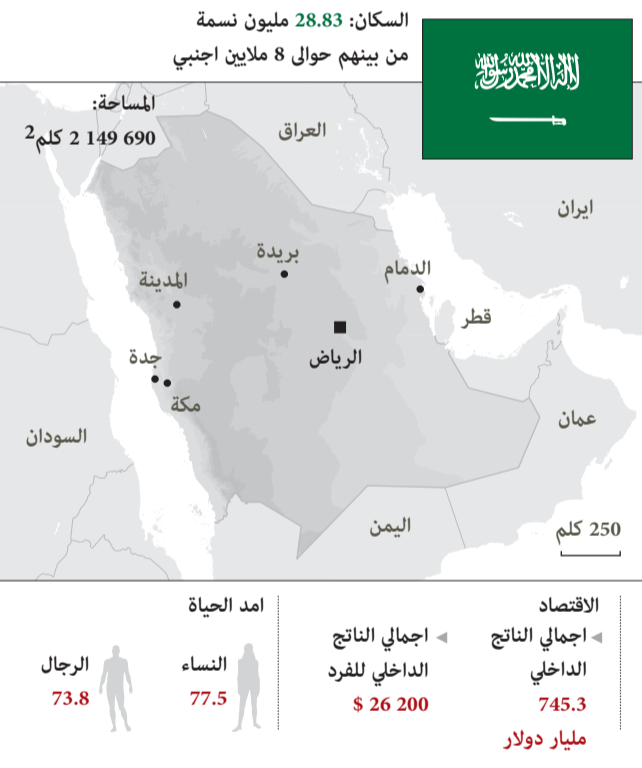 السكان: 28.83 مليون نسمة
من بينهم حوالى 8 ملايين اجنبي
لا إله إلا الله محمد رسول الله
المساحة:
2 149 690 كلم2
العراق
ايران
بريدة
الدمام
المدينة
قطر
الرياض
جدة
مكة
عمان
السودان
اليمن
250 كلم
الاقتصاد
اجمالي الناتج
الداخلي
745.3
مليار دولار
اجمالي الناتج
الداخلي للفرد
$ 26 200
امد الحياة
النساء
77.5
الرجال
73.8